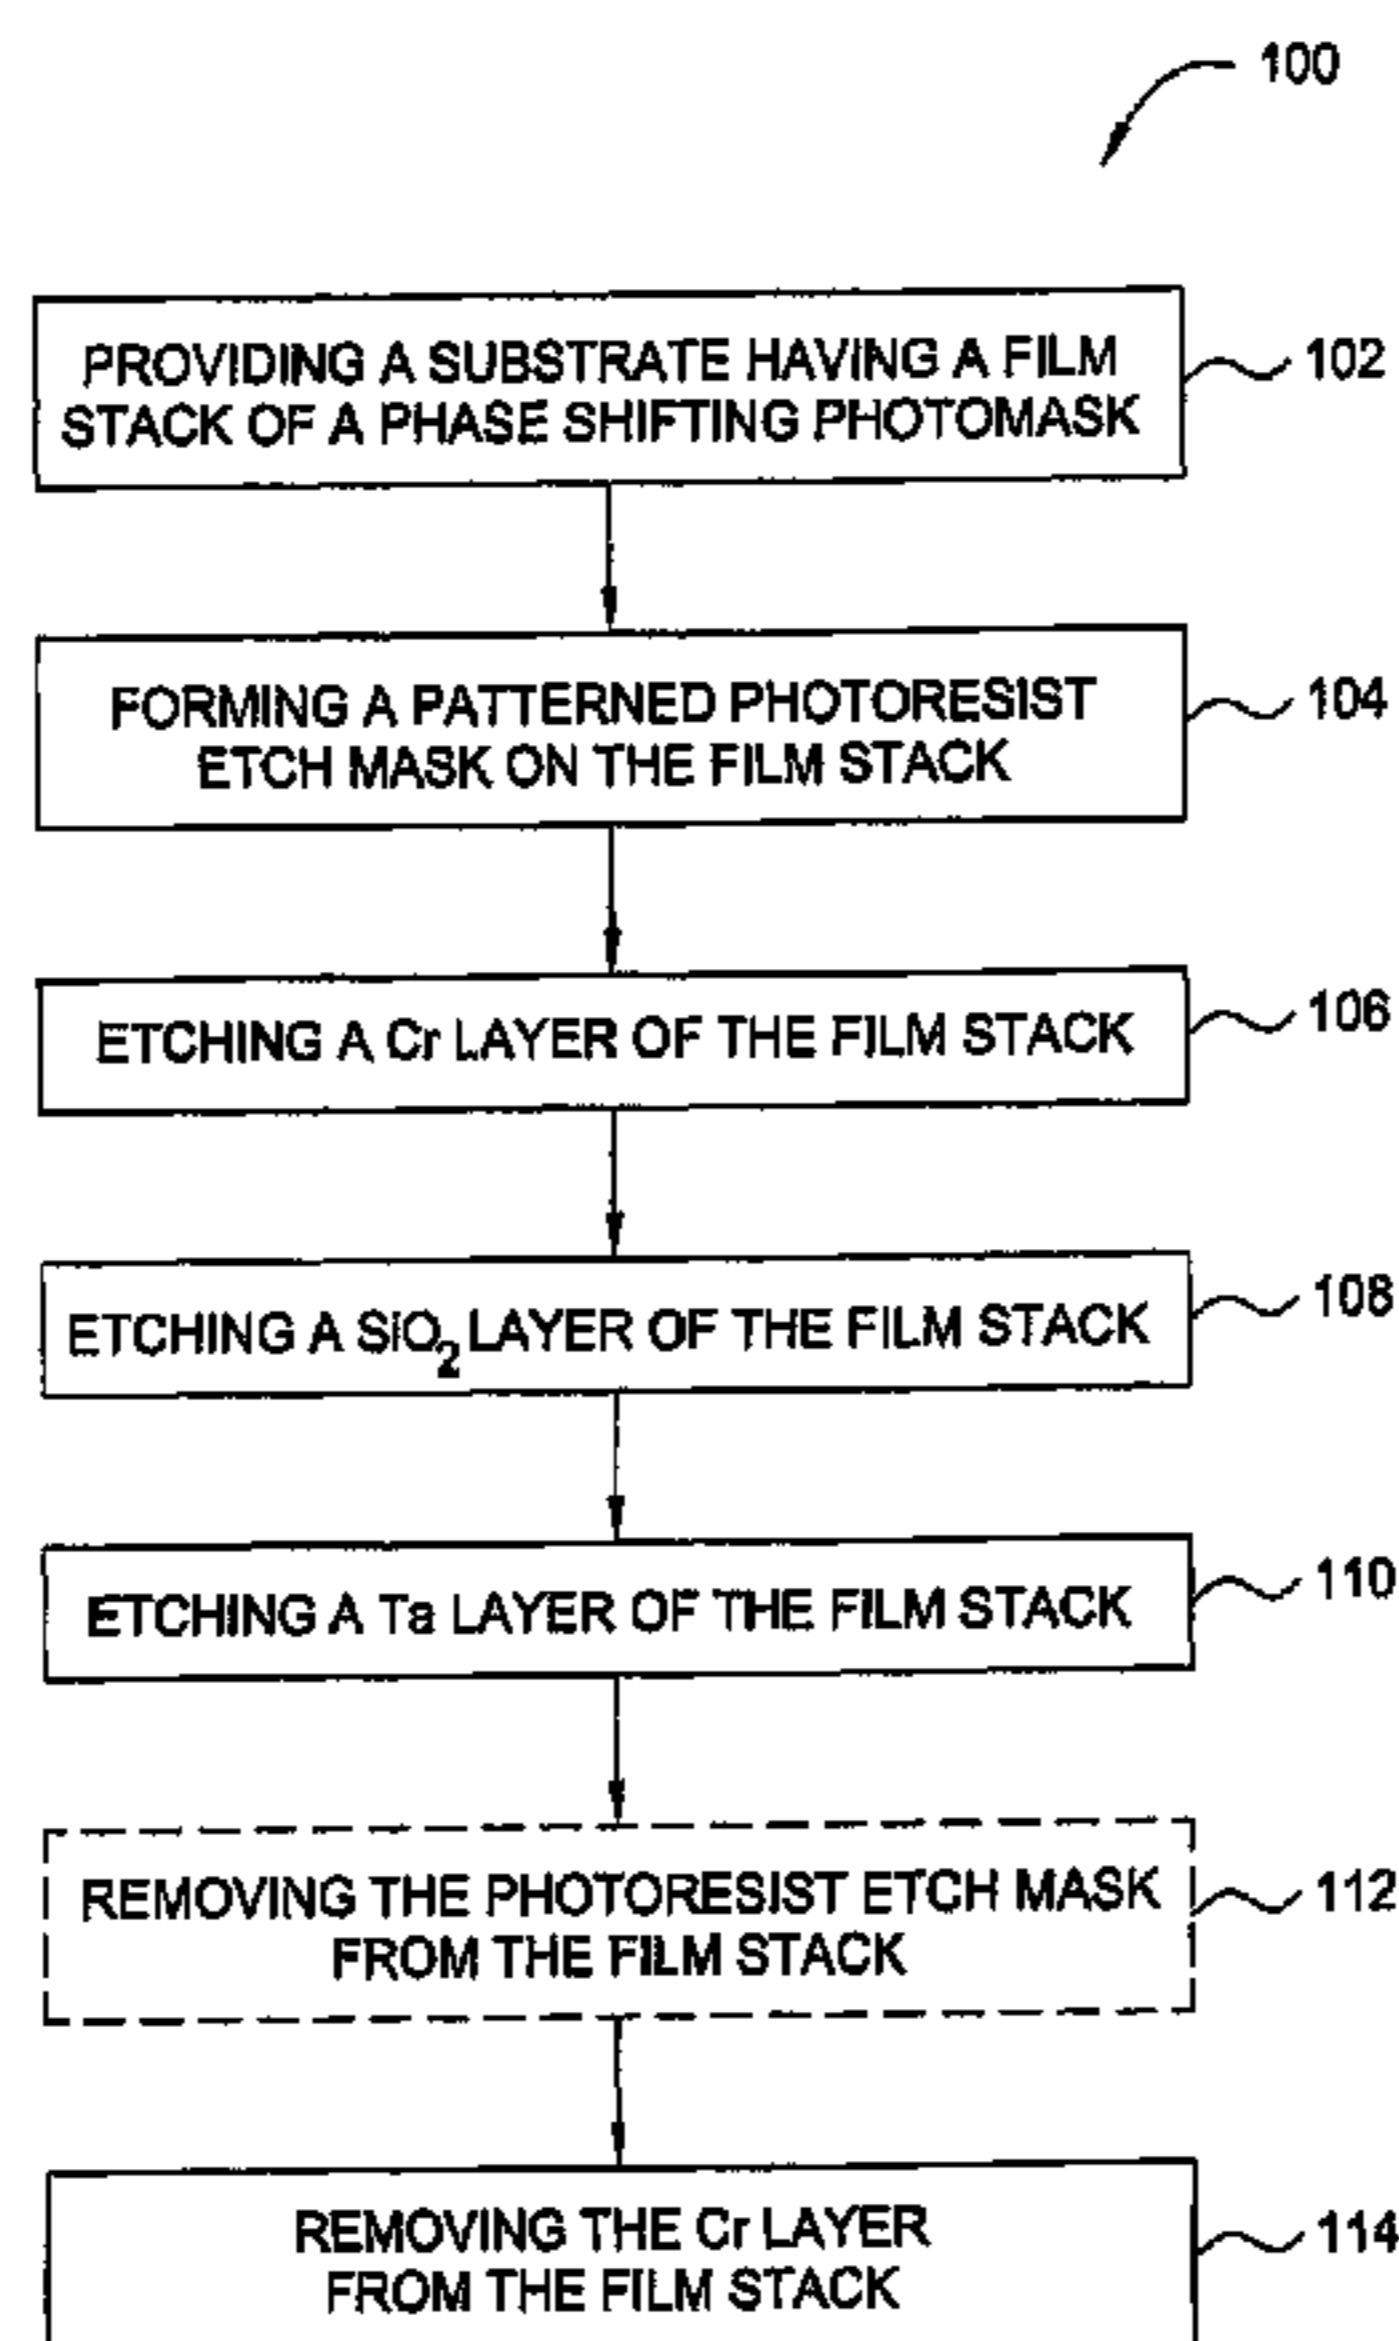 100
PROVIDING A SUBSTRATE HAVING A FILM
STACK OF A PHASE SHIFTING PHOTOMASK
102
FORMING A PATTERNED PHOTORESIST
ETCH MASK ON THE FILM STACK
104
ETCHING A Cr LAYER OF THE FILM STACK
106
ETCHING A SiO₂ LAYER OF THE FILM STACK
108
ETCHING A Ta LAYER OF THE FILM STACK
110
REMOVING THE PHOTORESIST ETCH MASK
FROM THE FILM STACK
112
REMOVING THE Cr LAYER
FROM THE FILM STACK
114